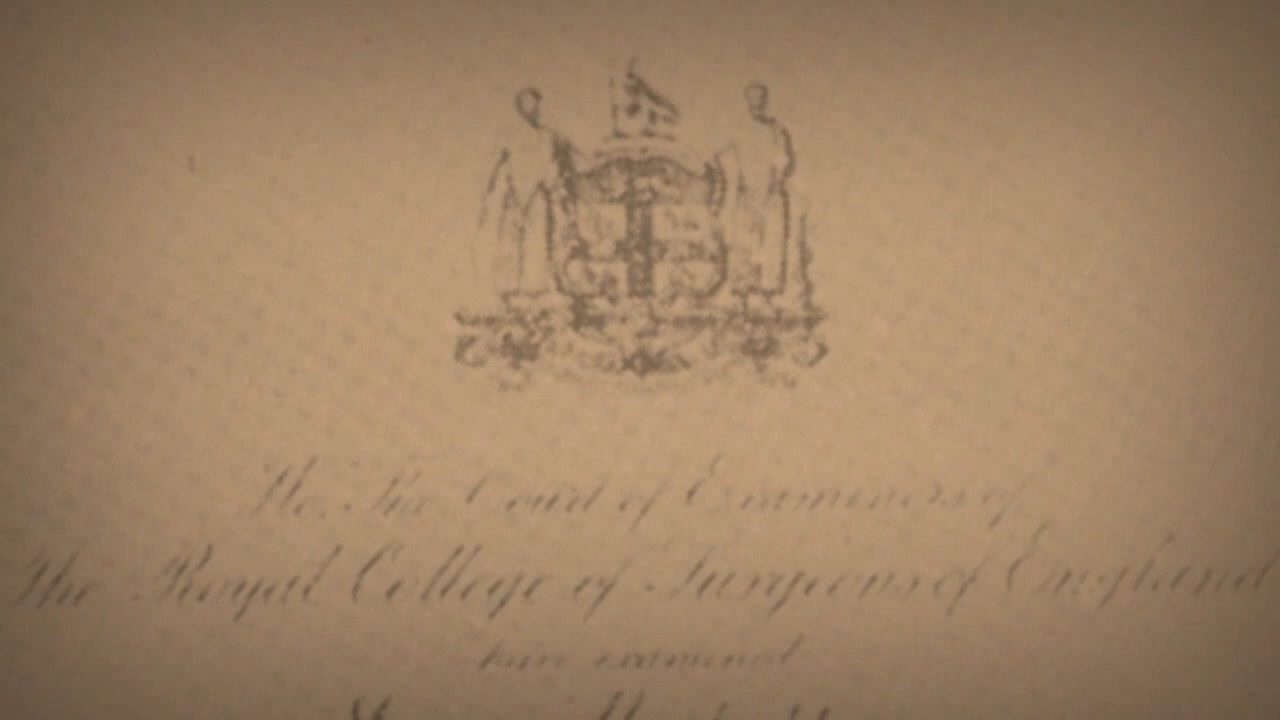 We, the Court of Examiners of
The Royal College of Surgeons of England
have examined